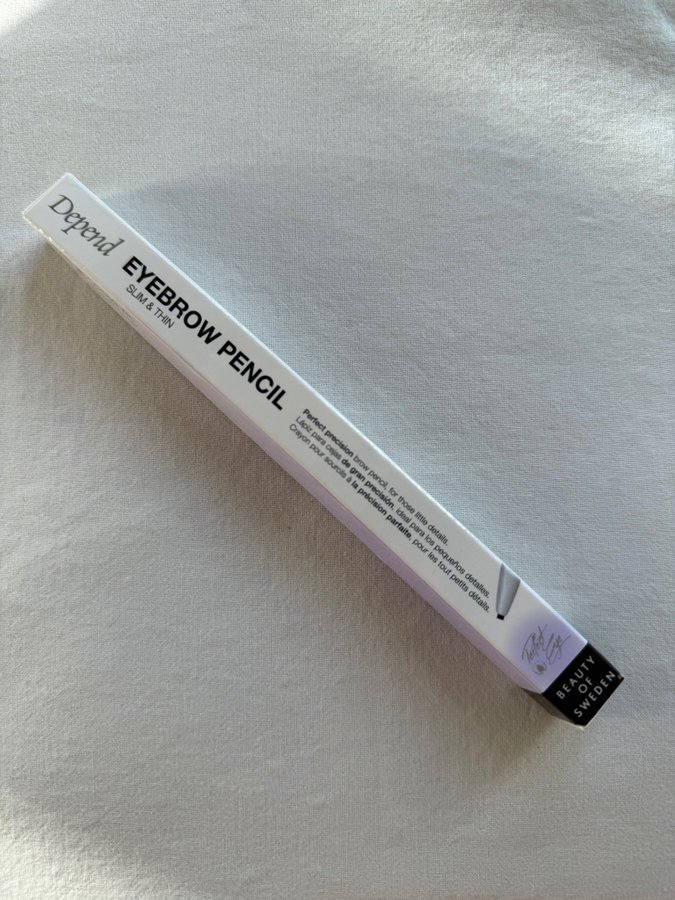 Depend
EYEBROW PENCIL
SLIM & THIN
Perfect precision brow pencil, for those little details.
Lápiz para cejas de gran precisión, ideal para los pequeños detalles.
Crayon pour sourcils à la précision parfaite, pour les tout petits détails.
Perfect
Eye
BEAUTY
OF
SWEDEN